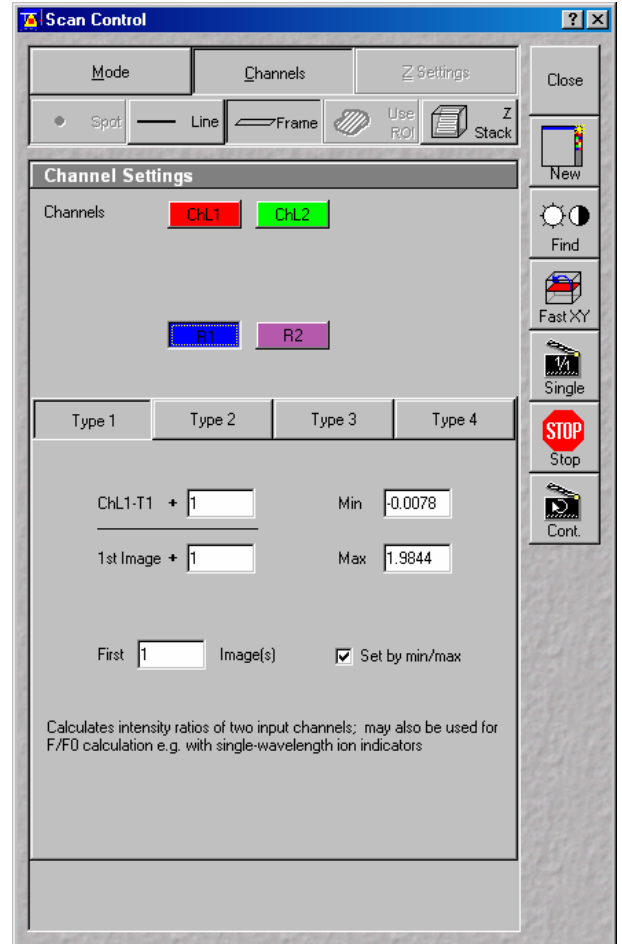 Scan Control
Mode Channels Z Settings
Spot Line Frame Use ROI Z Stack
Close
New
Find
Fast XY
1/1
Single
STOP
Stop
Cont.
Channel Settings
Channels ChL1 ChL2
R1 R2
Type 1 Type 2 Type 3 Type 4
ChL1-T1 + 1 Min -0.0078
1st Image + 1 Max 1.9844
First 1 Image(s) Set by min/max
Calculates intensity ratios of two input channels; may also be used for
F/F0 calculation e.g. with single-wavelength ion indicators